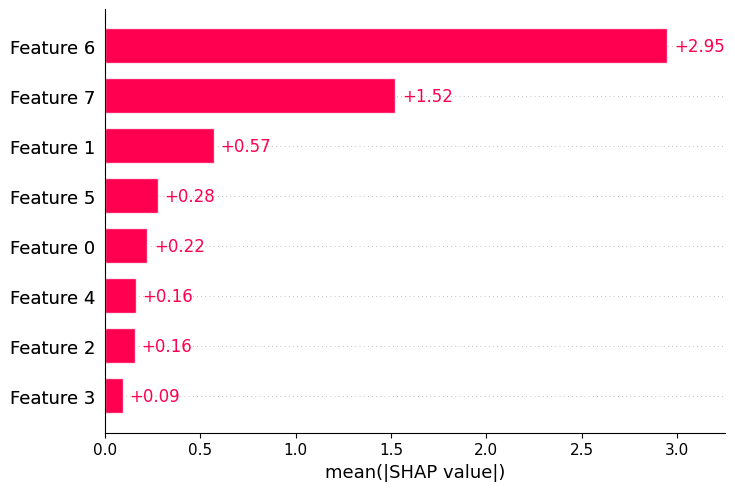 Feature 6 +2.95
Feature 7 +1.52
Feature 1 +0.57
Feature 5 +0.28
Feature 0 +0.22
Feature 4 +0.16
Feature 2 +0.16
Feature 3 +0.09
0.0 0.5 1.0 1.5 2.0 2.5 3.0
mean(|SHAP value|)